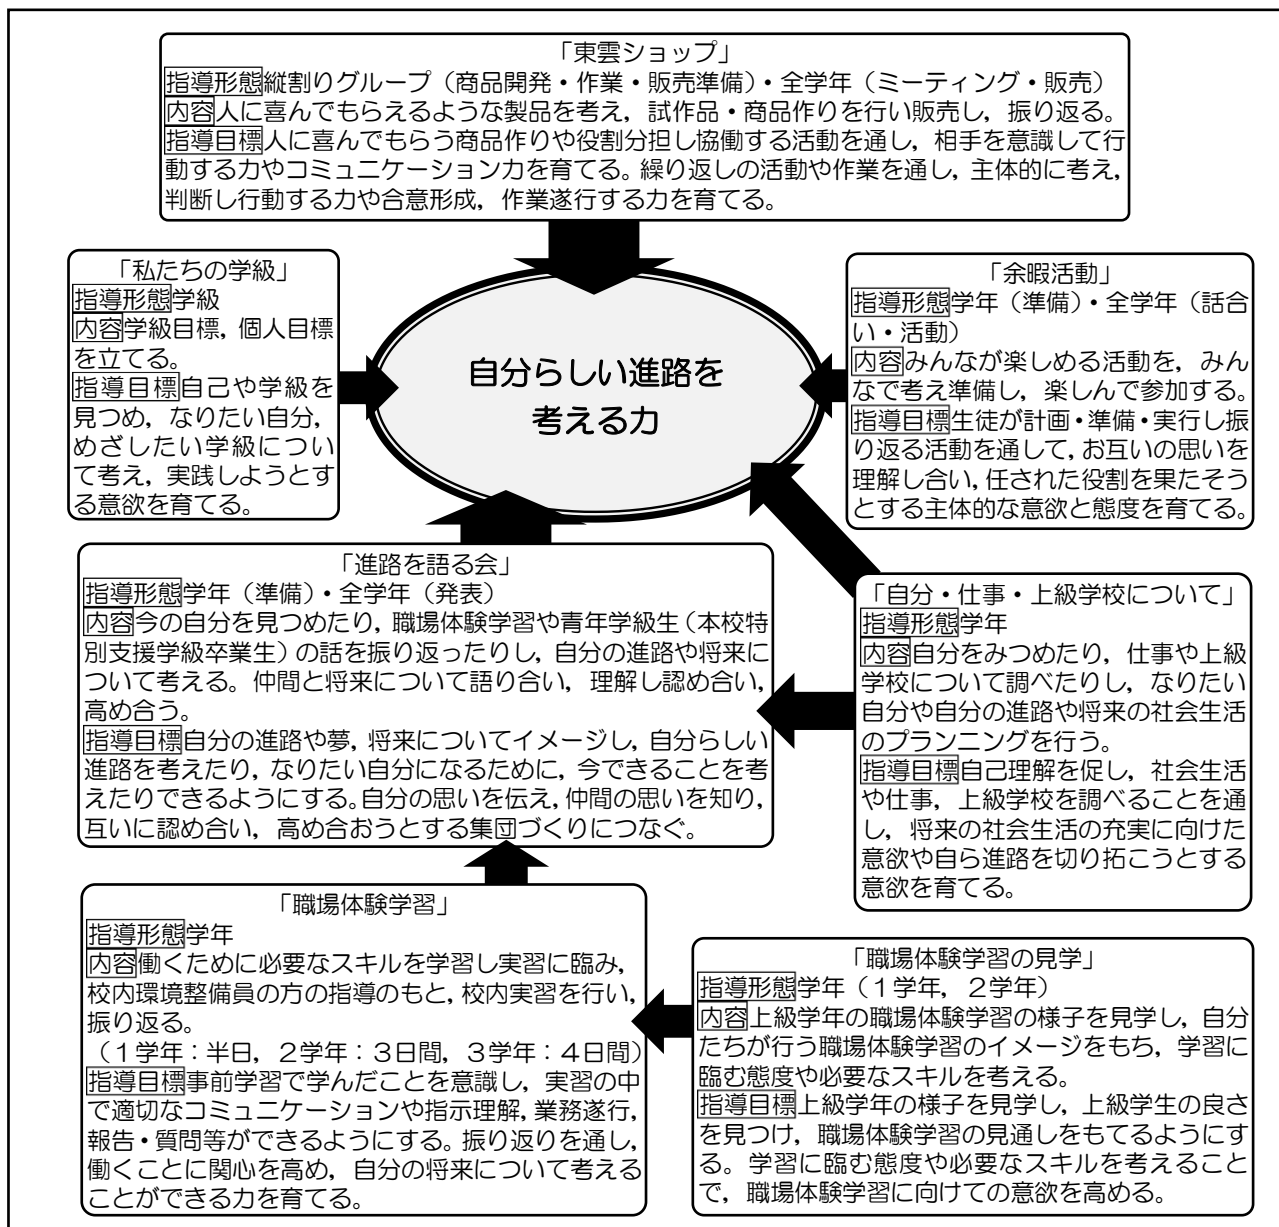 「東雲ショップ」
指導形態縦割りグループ（商品開発・作業・販売準備）・全学年（ミーティング・販売）
内容人に喜んでもらえるような製品を考え，試作品・商品作りを行い販売し，振り返る。
指導目標人に喜んでもらう商品作りや役割分担し協働する活動を通し，相手を意識して行
動する力やコミュニケーション力を育てる。繰り返しの活動や作業を通し，主体的に考え，
判断し行動する力や合意形成，作業遂行する力を育てる。
「私たちの学級」
指導形態学級
内容学級目標，個人目標
を立てる。
指導目標自己や学級を
見つめ，なりたい自分，
めざしたい学級につい
て考え，実践しようとす
る意欲を育てる。
自分らしい進路を
考える力
「余暇活動」
指導形態学年（準備）・全学年（話合
い・活動）
内容みんなが楽しめる活動を，みん
なで考え準備し，楽しんで参加する。
指導目標生徒が計画・準備・実行し振
り返る活動を通して，お互いの思いを
理解し合い，任された役割を果たそう
とする主体的な意欲と態度を育てる。
「進路を語る会」
指導形態学年（準備）・全学年（発表）
内容今の自分を見つめたり，職場体験学習や青年学級生（本校特
別支援学級卒業生）の話を振り返ったりし，自分の進路や将来に
ついて考える。仲間と将来について語り合い，理解し認め合い，
高め合う。
指導目標自分の進路や夢，将来についてイメージし，自分らしい
進路を考えたり，なりたい自分になるために，今できることを考
えたりできるようにする。自分の思いを伝え，仲間の思いを知り，
互いに認め合い，高め合おうとする集団づくりにつなぐ。
「自分・仕事・上級学校について」
指導形態学年
内容自分をみつめたり，仕事や上級
学校について調べたりし，なりたい
自分や自分の進路や将来の社会生活
のプランニングを行う。
指導目標自己理解を促し，社会生活
や仕事，上級学校を調べることを通
し，将来の社会生活の充実に向けた
意欲や自ら進路を切り拓こうとする
意欲を育てる。
「職場体験学習」
指導形態学年
内容働くために必要なスキルを学習し実習に臨み，
校内環境整備員の方の指導のもと，校内実習を行い，
振り返る。
（１学年：半日，２学年：３日間，３学年：４日間）
指導目標事前学習で学んだことを意識し，実習の中
で適切なコミュニケーションや指示理解，業務遂行，
報告・質問等ができるようにする。振り返りを通し，
働くことに関心を高め，自分の将来について考える
ことができる力を育てる。
「職場体験学習の見学」
指導形態学年（１学年，２学年）
内容上級学年の職場体験学習の様子を見学し，自分
たちが行う職場体験学習のイメージをもち，学習に
臨む態度や必要なスキルを考える。
指導目標上級学年の様子を見学し，上級学生の良さ
を見つけ，職場体験学習の見通しをもてるようにす
る。学習に臨む態度や必要なスキルを考えること
で，職場体験学習に向けての意欲を高める。